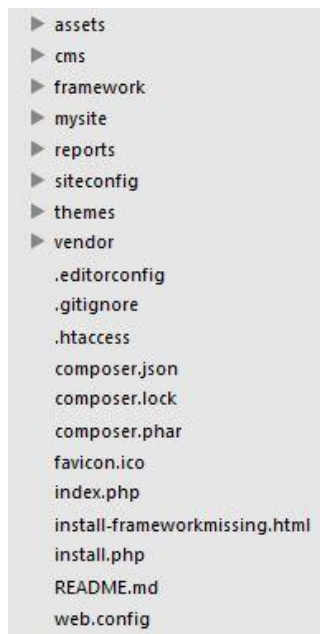 assets
cms
framework
mysite
reports
siteconfig
themes
vendor
.editorconfig
.gitignore
.htaccess
composer.json
composer.lock
composer.phar
favicon.ico
index.php
install-frameworkmissing.html
install.php
README.md
web.config